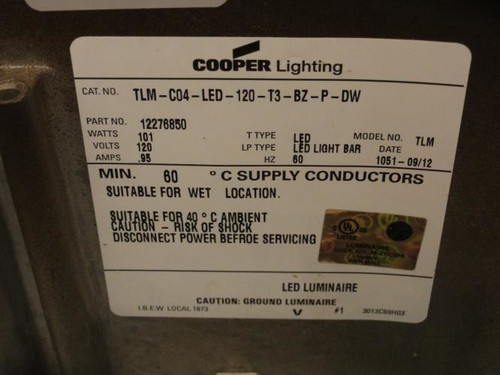 COOPER Lighting
CAT. NO. TLM-C04-LED-120-T3-BZ-P-DW
PART NO. 12276850
WATTS 101 T TYPE LED MODEL NO. TLM
VOLTS 120 LP TYPE LED LIGHT BAR DATE
AMPS .95 HZ 60 1051-09/12
MIN. 60 °C SUPPLY CONDUCTORS
SUITABLE FOR WET LOCATION.
SUITABLE FOR 40°C AMBIENT
CAUTION - RISK OF SHOCK
DISCONNECT POWER BEFROE SERVICING
UL
LISTED
LUMINAIRE
LED LUMINAIRE
CAUTION: GROUND LUMINAIRE
I.B.E.W LOCAL 1873 V #1